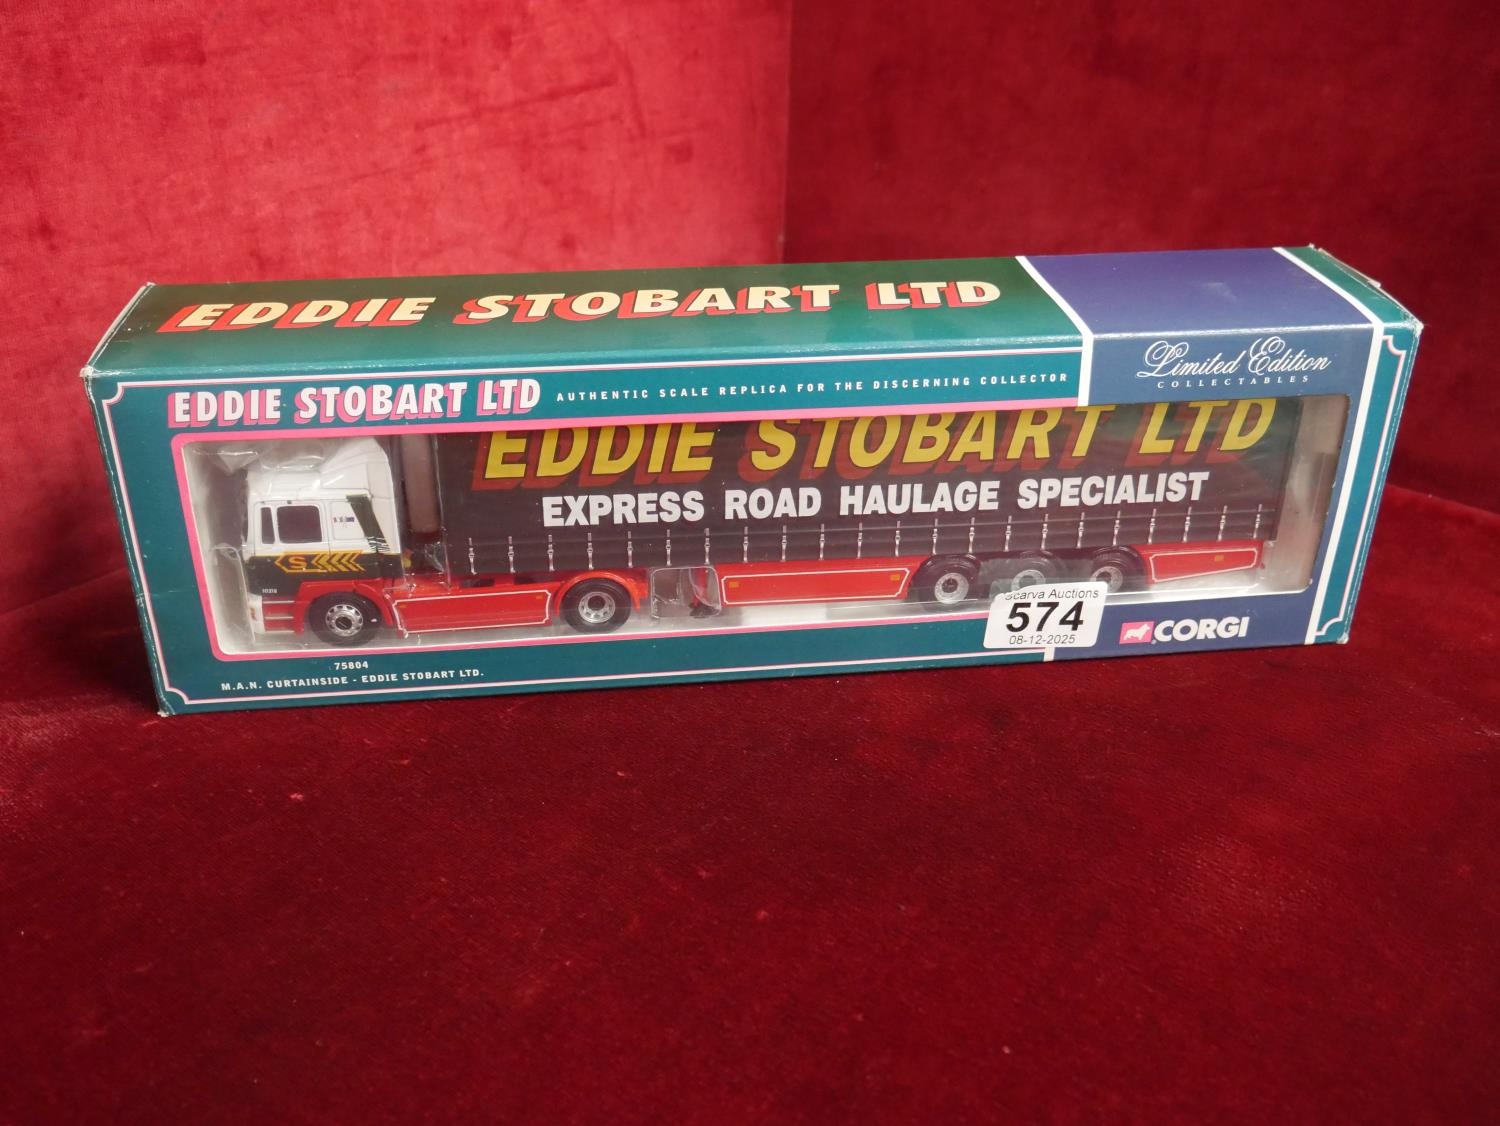 EDDIE STOBART LTD
Limited Edition
COLLECTABLES
EDDIE STOBART LTD
AUTHENTIC SCALE REPLICA FOR THE DISCERNING COLLECTOR
EDDIE STOBART LTD
EXPRESS ROAD HAULAGE SPECIALIST
S
Scarva Auctions
574
08-12-2025
CORGI
75804
M.A.N. CURTAINSIDE - EDDIE STOBART LTD.